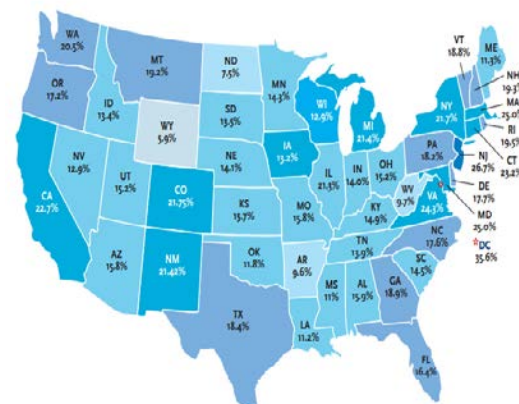 WA
20.5%
OR
17.2%
CA
22.7%
ID
13.4%
NV
12.9%
MT
19.2%
WY
5.9%
UT
15.2%
AZ
15.8%
CO
21.75%
NM
21.42%
ND
7.5%
SD
13.5%
NE
14.1%
KS
13.7%
OK
11.8%
TX
18.4%
MN
14.3%
IA
13.2%
MO
15.8%
AR
9.6%
LA
11.2%
WI
12.9%
IL
21.3%
MI
21.4%
IN
14.0%
OH
15.2%
KY
14.9%
TN
13.9%
MS
11%
AL
15.9%
GA
18.9%
FL
16.4%
SC
14.5%
NC
17.6%
VA
24.3%
WV
9.7%
PA
18.2%
NY
21.7%
VT
18.8%
ME
11.3%
NH
19.3%
MA
25.0%
RI
19.5%
CT
23.2%
NJ
26.7%
DE
17.7%
MD
25.0%
DC
35.6%